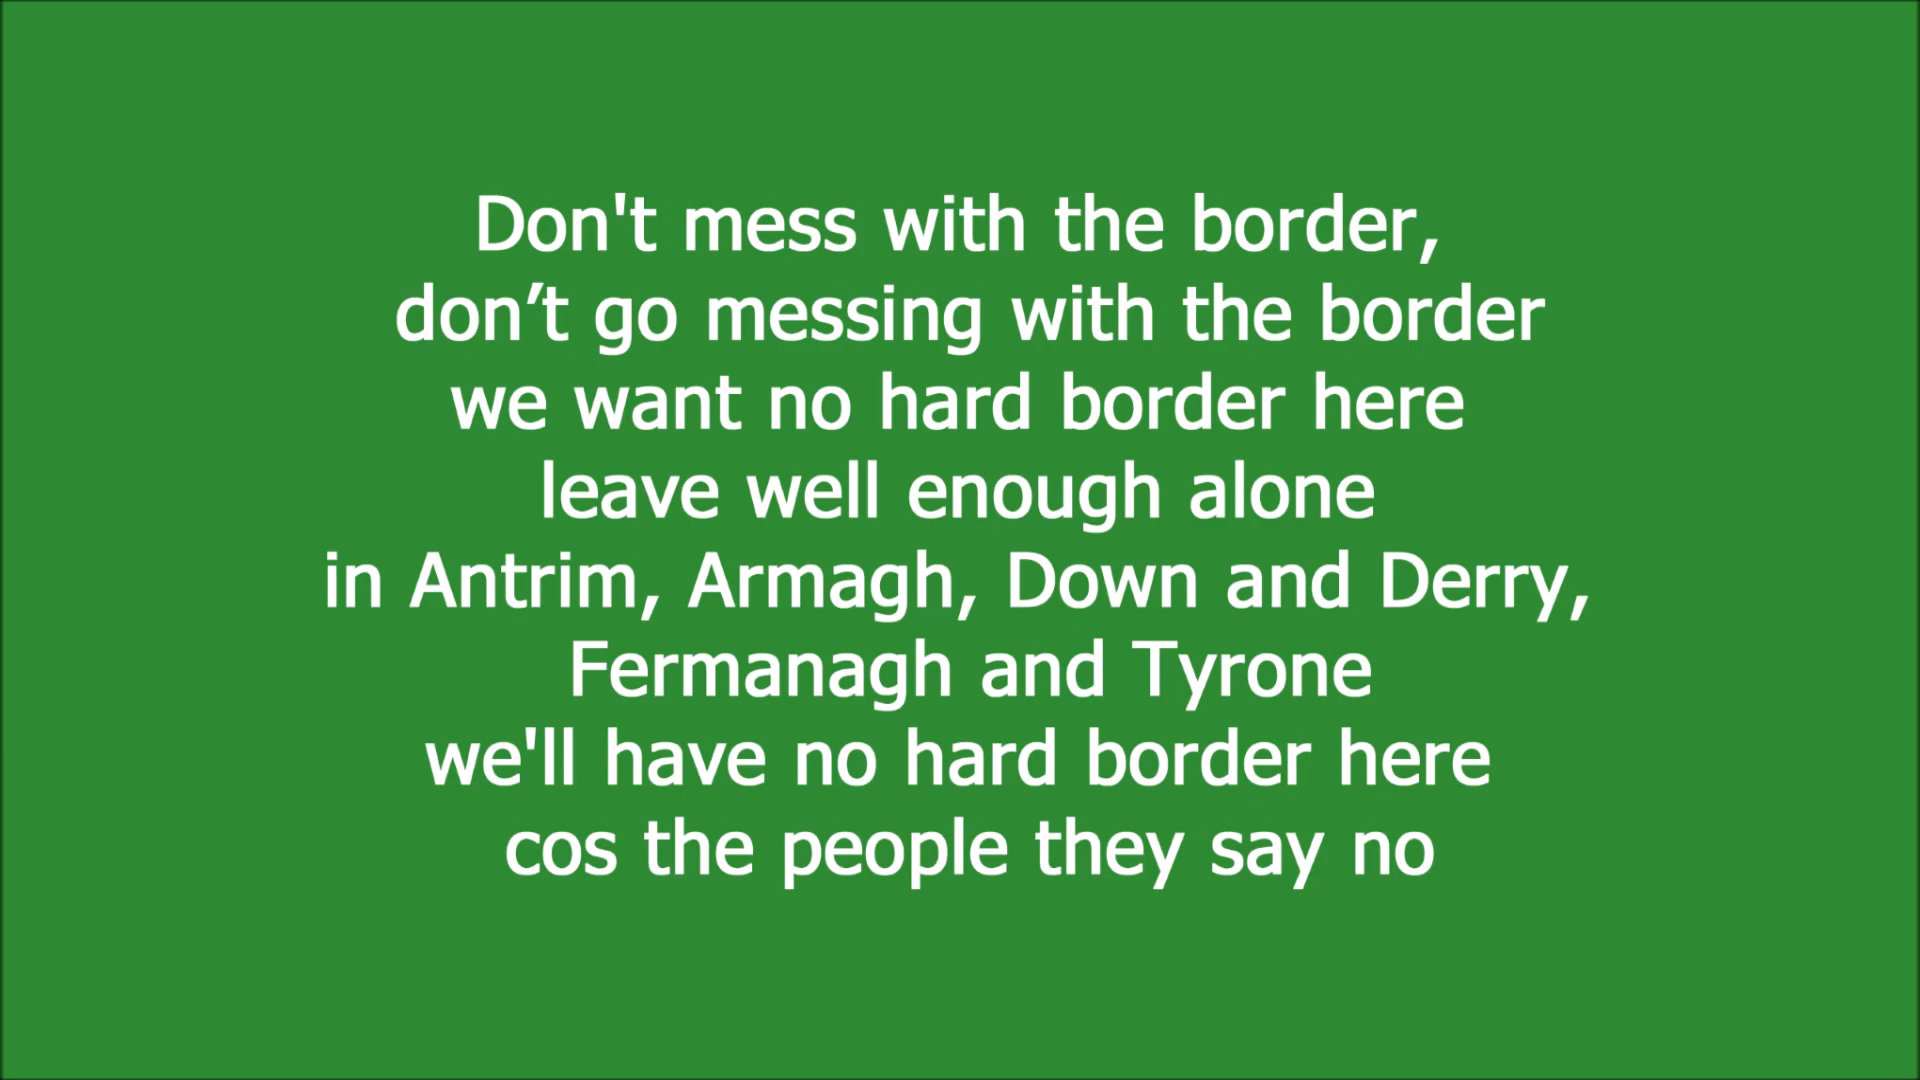 Don't mess with the border,
don’t go messing with the border
we want no hard border here
leave well enough alone
in Antrim, Armagh, Down and Derry,
Fermanagh and Tyrone
we'll have no hard border here
cos the people they say no